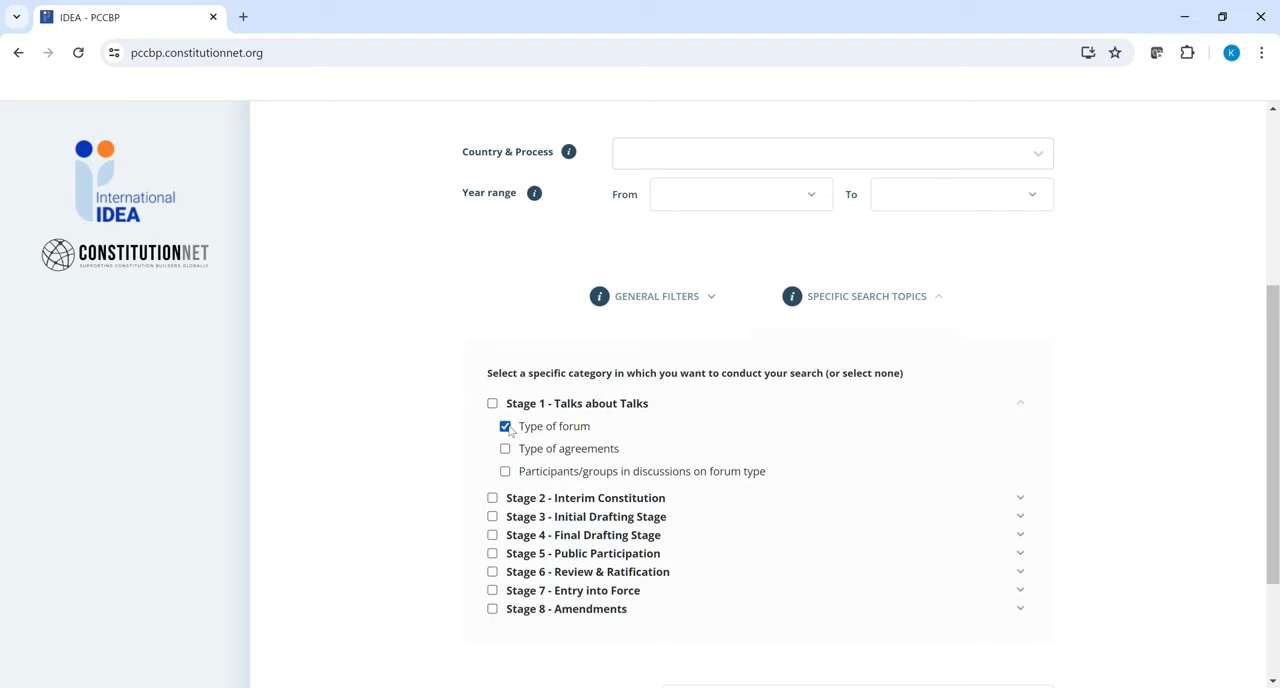 IDEA - PCCBP
pccbp.constitutionnet.org
K
International
IDEA
CONSTITUTIONNET
SUPPORTING CONSTITUTION BUILDERS GLOBALLY
Country & Process i
Year range i From To
i GENERAL FILTERS i SPECIFIC SEARCH TOPICS
Select a specific category in which you want to conduct your search (or select none)
Stage 1 - Talks about Talks
Type of forum
Type of agreements
Participants/groups in discussions on forum type
Stage 2 - Interim Constitution
Stage 3 - Initial Drafting Stage
Stage 4 - Final Drafting Stage
Stage 5 - Public Participation
Stage 6 - Review & Ratification
Stage 7 - Entry into Force
Stage 8 - Amendments